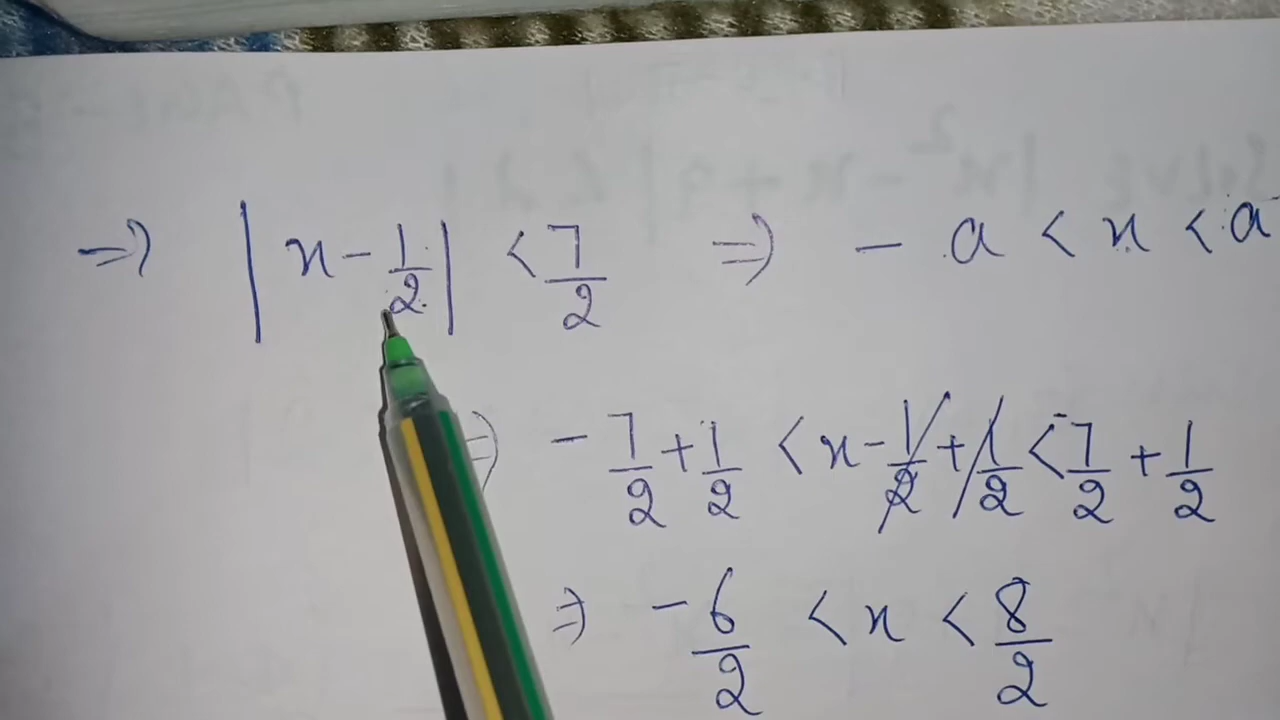 => | x - 1/2 | < 7/2 => - a < x < a
=> - 7/2 + 1/2 < x - 1/2 + 1/2 < 7/2 + 1/2
=> - 6/2 < x < 8/2